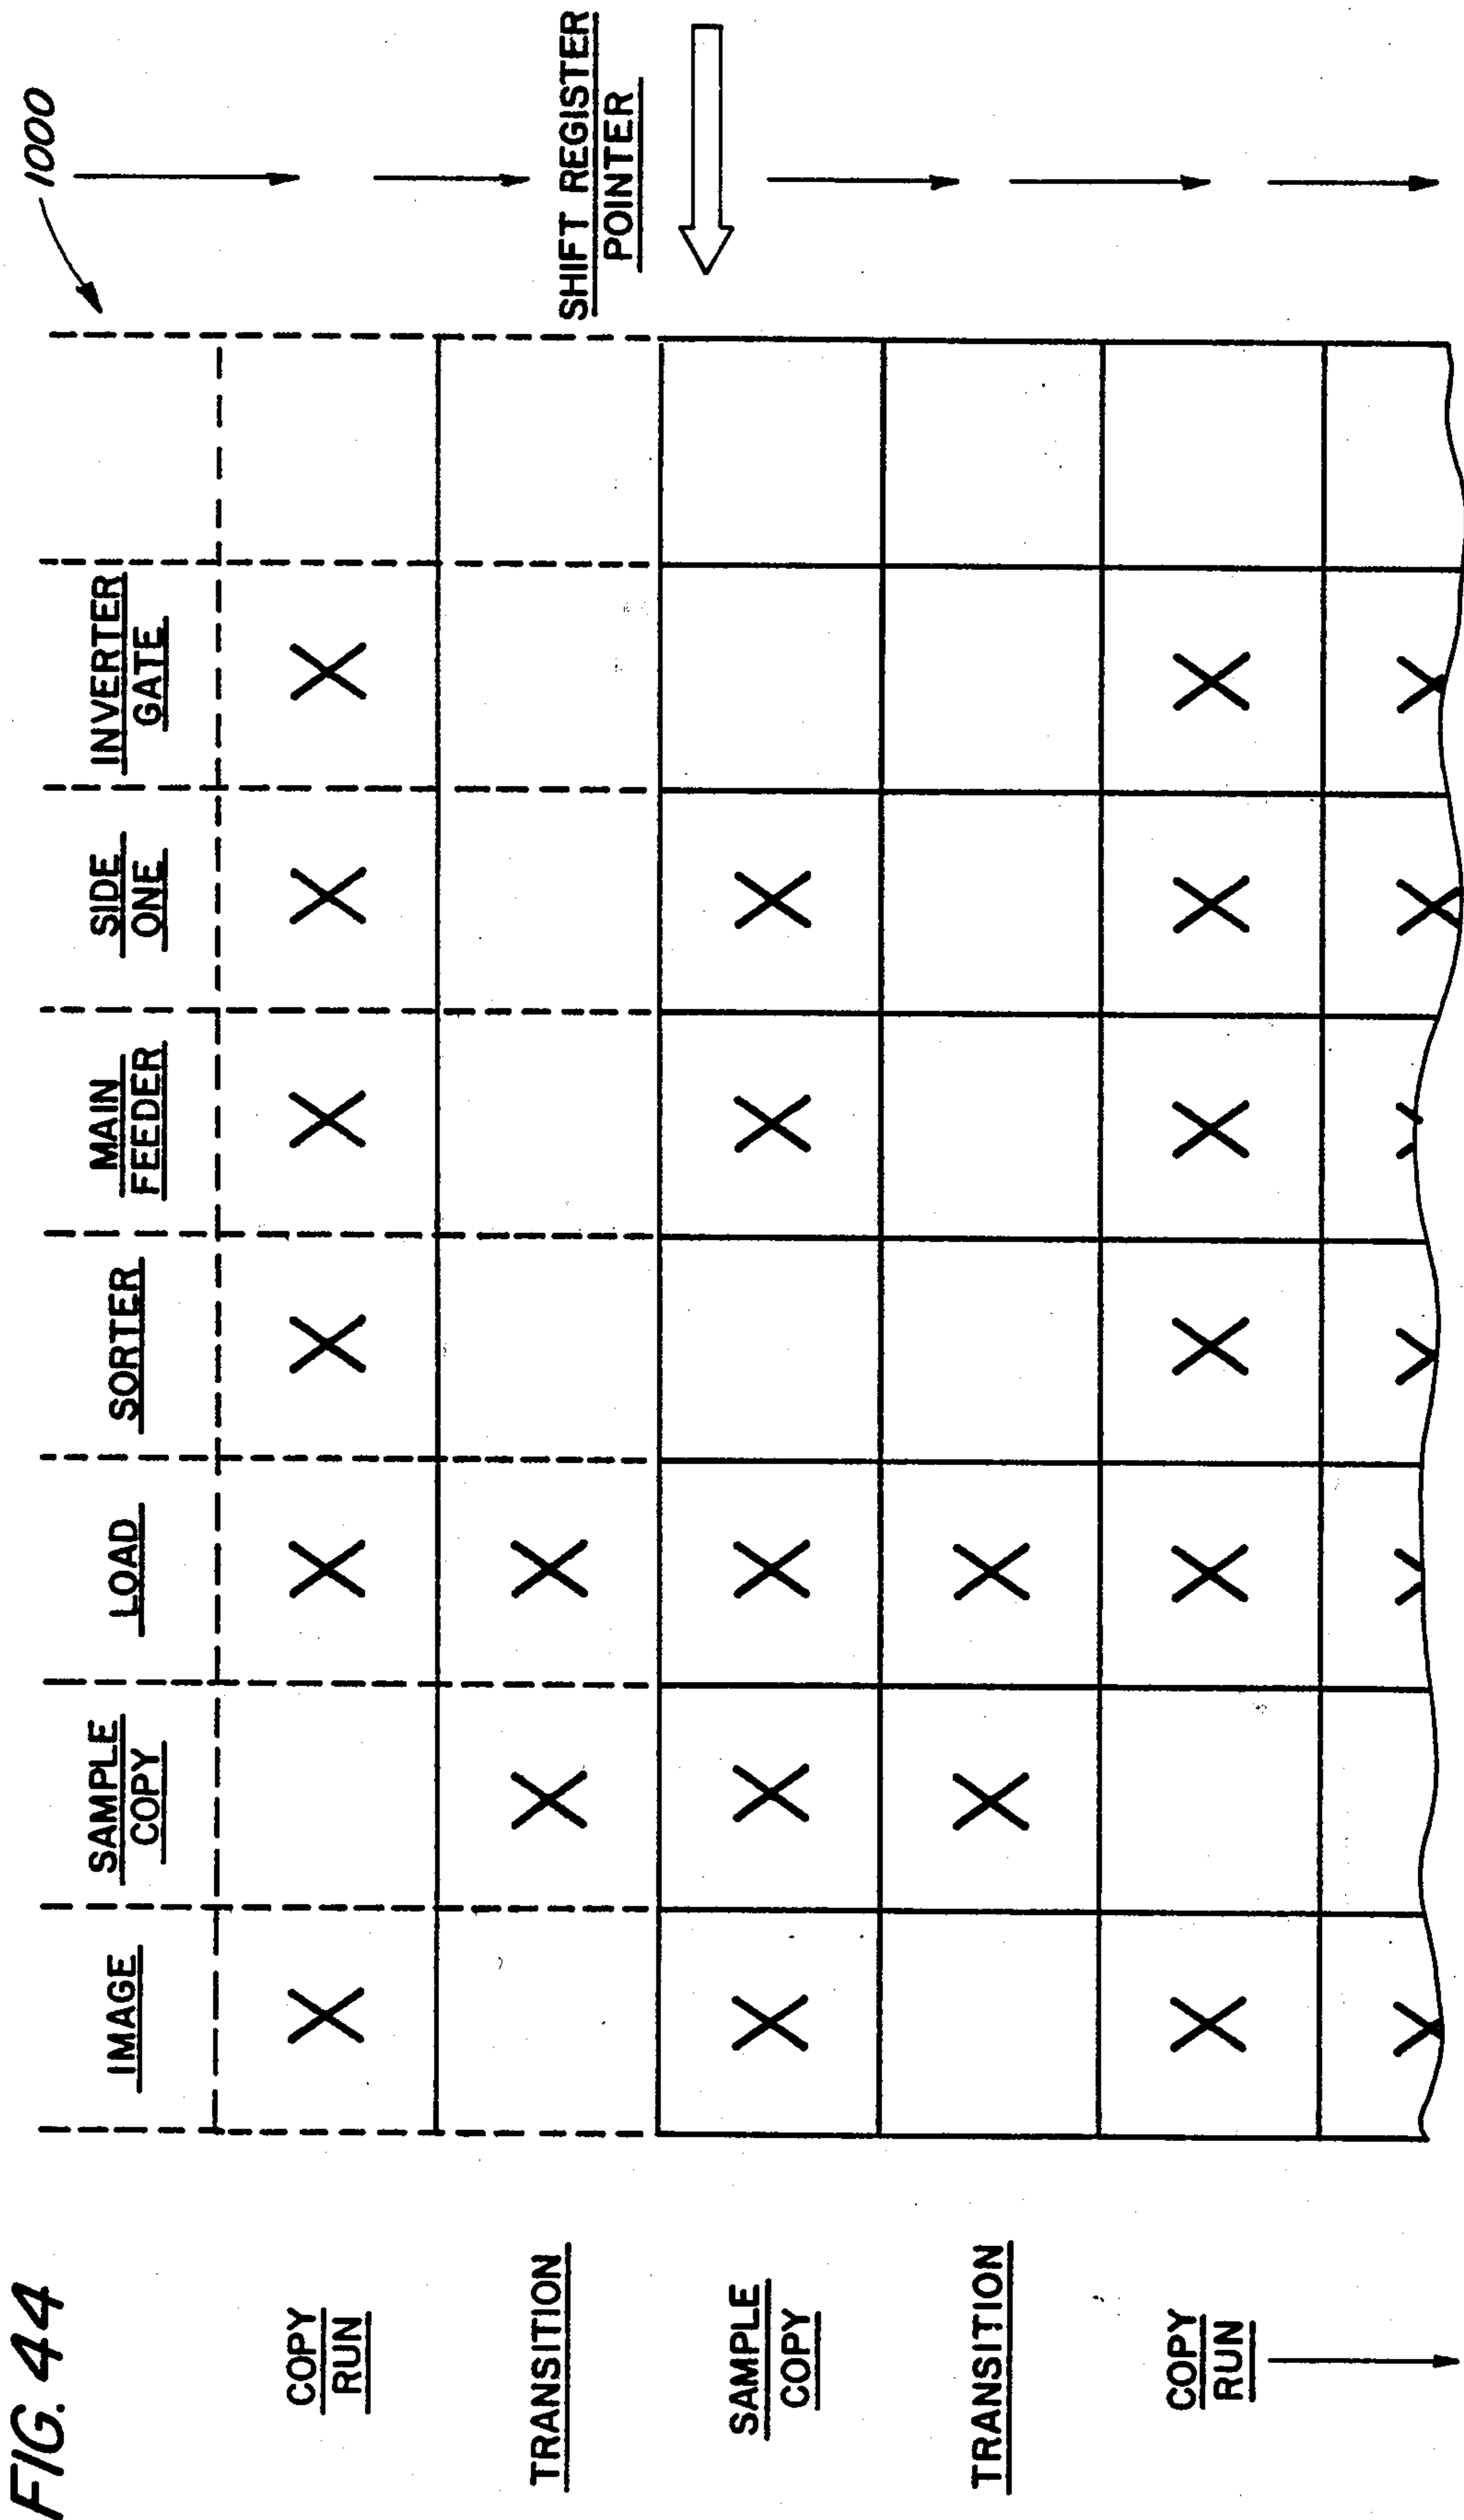 FIG. 44
1000
IMAGE
SAMPLE
COPY
LOAD
SORTER
MAIN
FEEDER
SIDE
ONE
INVERTER
GATE
SHIFT REGISTER
POINTER
COPY
RUN
X X X X X X
TRANSITION
X X
SAMPLE
COPY
X X X X X
TRANSITION
X X
COPY
RUN
X X X X X X
X X X X X X